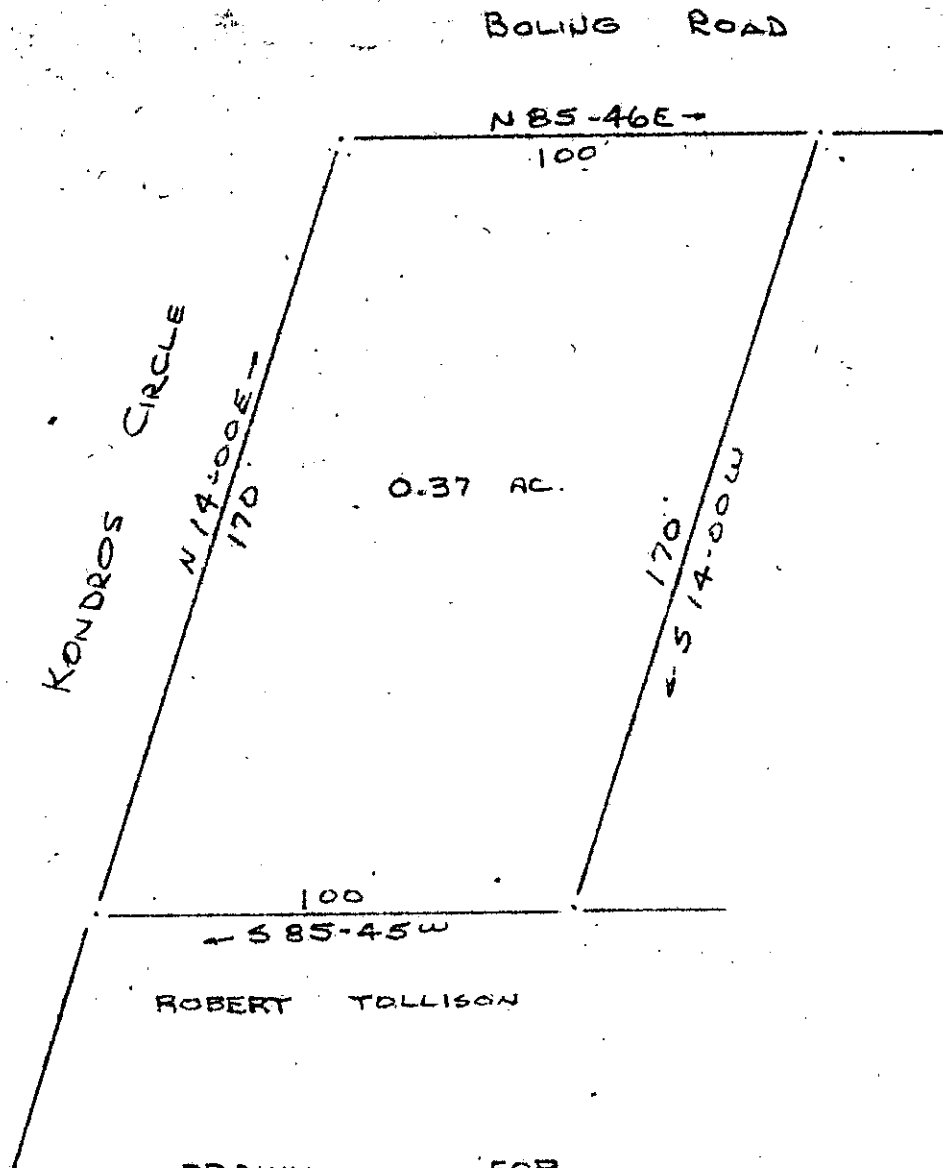 BOLING ROAD
N 85-46E
100'
KONDROS CIRCLE
N 14-00E
170'
0.37 AC.
170'
S 14-00W
100
S 85-45W
ROBERT TOLLISON
FOR